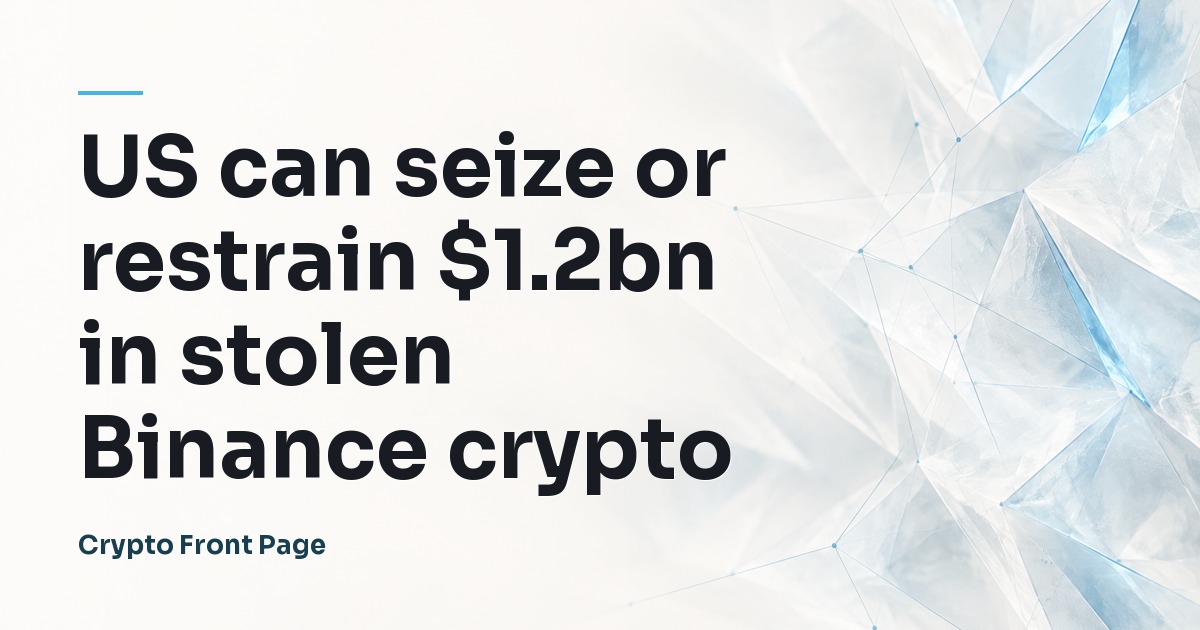 US can seize or
restrain $1.2bn
in stolen
Binance crypto
Crypto Front Page